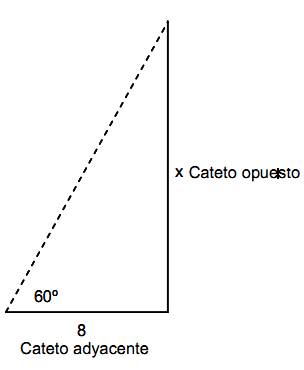 x Cateto opuesto
60º
8
Cateto adyacente